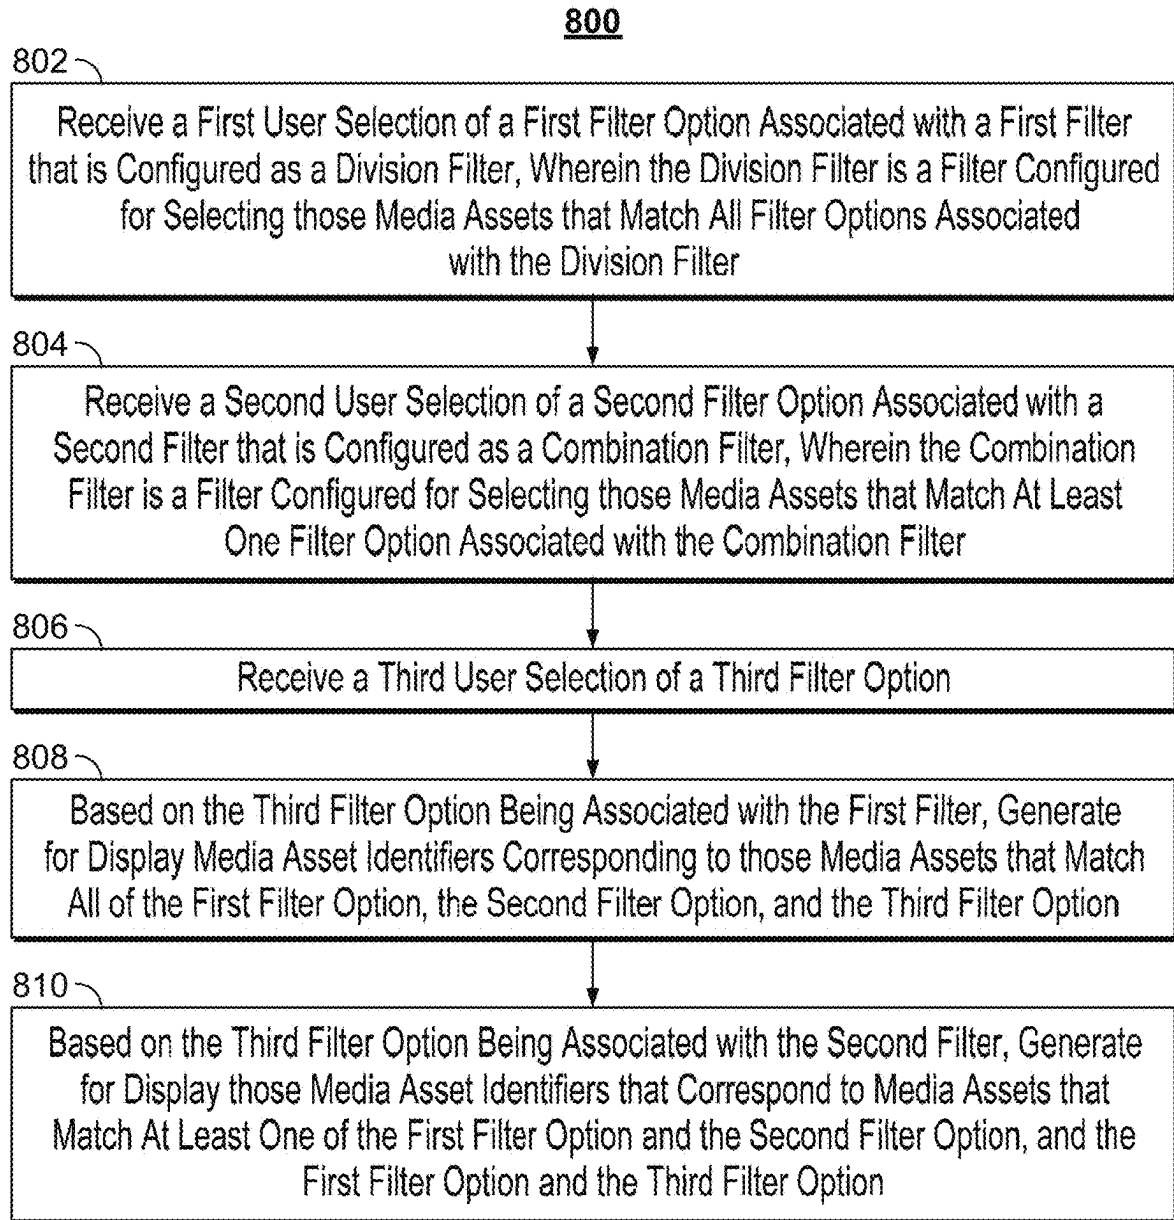 800
802
Receive a First User Selection of a First Filter Option Associated with a First Filter
that is Configured as a Division Filter, Wherein the Division Filter is a Filter Configured
for Selecting those Media Assets that Match All Filter Options Associated
with the Division Filter
804
Receive a Second User Selection of a Second Filter Option Associated with a
Second Filter that is Configured as a Combination Filter, Wherein the Combination
Filter is a Filter Configured for Selecting those Media Assets that Match At Least
One Filter Option Associated with the Combination Filter
806
Receive a Third User Selection of a Third Filter Option
808
Based on the Third Filter Option Being Associated with the First Filter, Generate
for Display Media Asset Identifiers Corresponding to those Media Assets that Match
All of the First Filter Option, the Second Filter Option, and the Third Filter Option
810
Based on the Third Filter Option Being Associated with the Second Filter, Generate
for Display those Media Asset Identifiers that Correspond to Media Assets that
Match At Least One of the First Filter Option and the Second Filter Option, and the
First Filter Option and the Third Filter Option